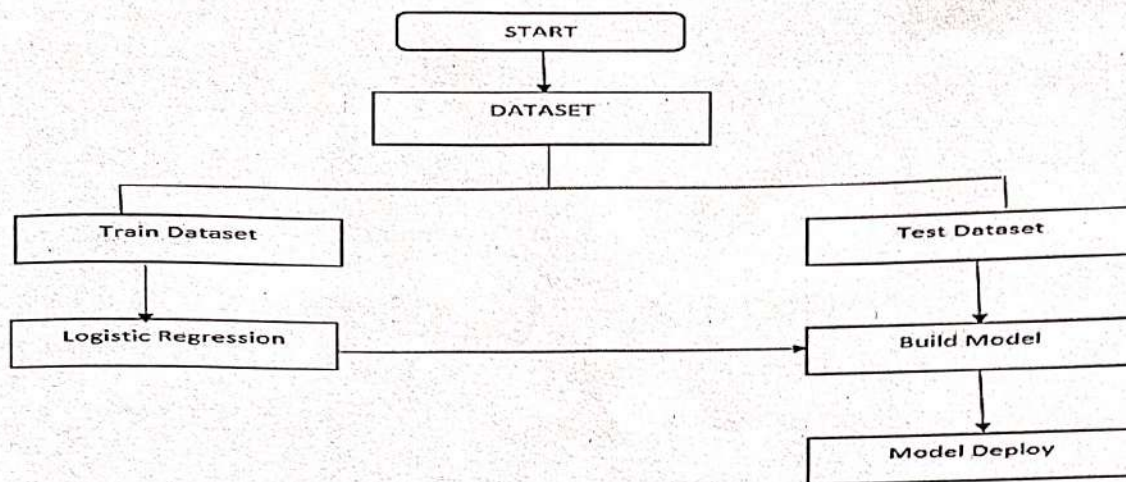 START
DATASET
Train Dataset
Test Dataset
Logistic Regression
Build Model
Model Deploy